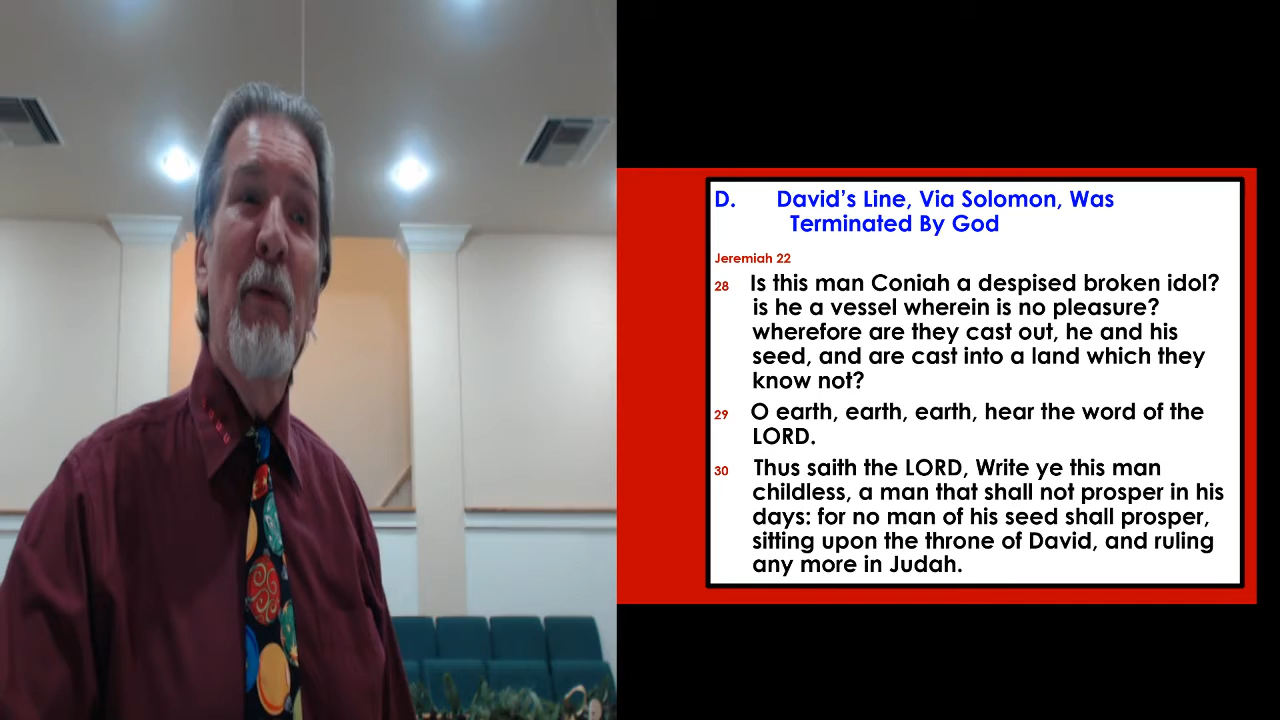 D. David's Line, Via Solomon, Was
Terminated By God
Jeremiah 22
28 Is this man Coniah a despised broken idol?
is he a vessel wherein is no pleasure?
wherefore are they cast out, he and his
seed, and are cast into a land which they
know not?
29 O earth, earth, earth, hear the word of the
LORD.
30 Thus saith the LORD, Write ye this man
childless, a man that shall not prosper in his
days: for no man of his seed shall prosper,
sitting upon the throne of David, and ruling
any more in Judah.